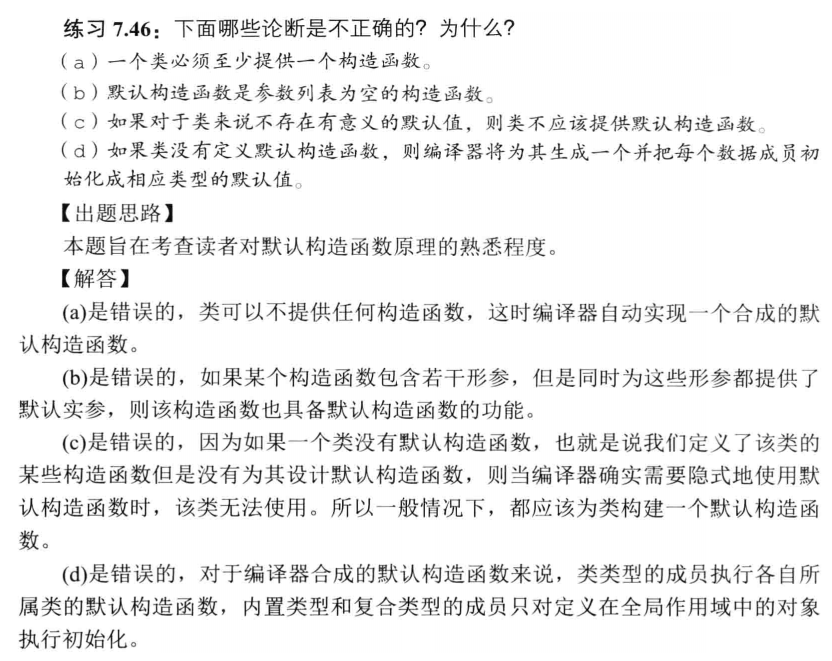 练习 7.46：下面哪些论断是不正确的？为什么？
（a）一个类必须至少提供一个构造函数。
（b）默认构造函数是参数列表为空的构造函数。
（c）如果对于类来说不存在有意义的默认值，则类不应该提供默认构造函数。
（d）如果类没有定义默认构造函数，则编译器将为其生成一个并把每个数据成员初
始化成相应类型的默认值。
【出题思路】
本题旨在考查读者对默认构造函数原理的熟悉程度。
【解答】
(a)是错误的，类可以不提供任何构造函数，这时编译器自动实现一个合成的默
认构造函数。
(b)是错误的，如果某个构造函数包含若干形参，但是同时为这些形参都提供了
默认实参，则该构造函数也具备默认构造函数的功能。
(c)是错误的，因为如果一个类没有默认构造函数，也就是说我们定义了该类的
某些构造函数但是没有为其设计默认构造函数，则当编译器确实需要隐式地使用默
认构造函数时，该类无法使用。所以一般情况下，都应该为类构建一个默认构造函
数。
(d)是错误的，对于编译器合成的默认构造函数来说，类类型的成员执行各自所
属类的默认构造函数，内置类型和复合类型的成员只对定义在全局作用域中的对象
执行初始化。